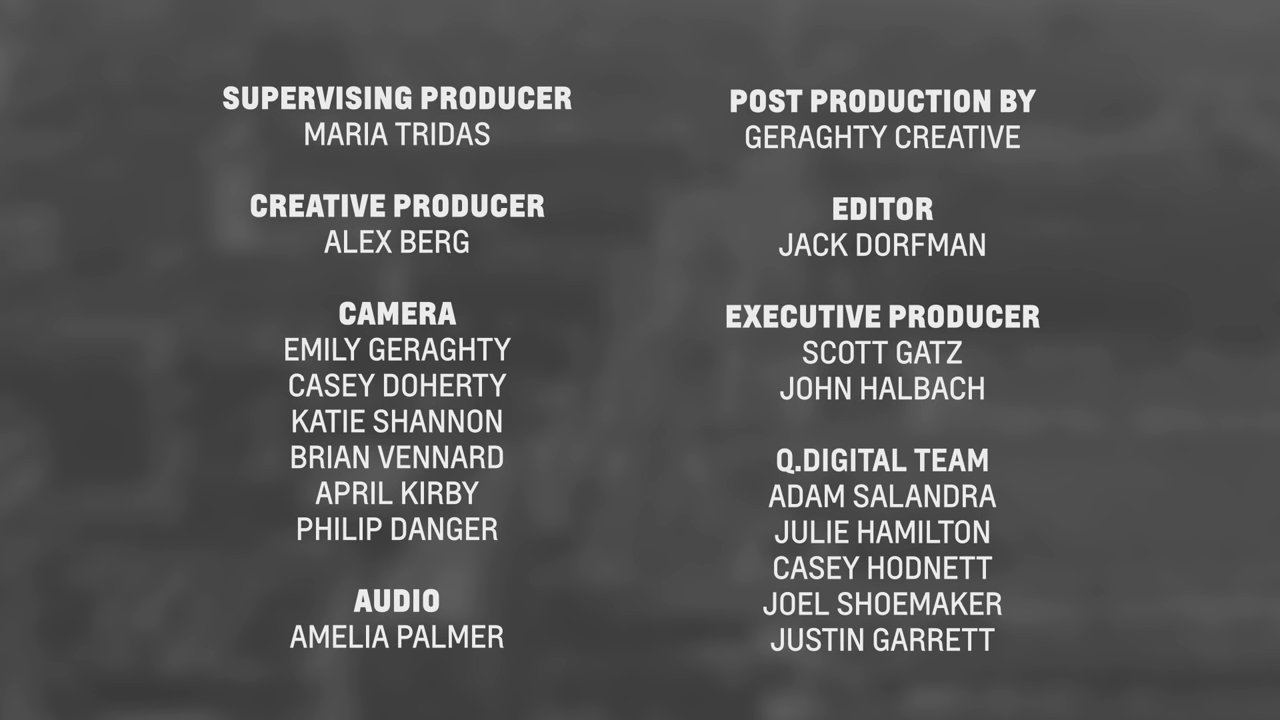 SUPERVISING PRODUCER
MARIA TRIDAS
CREATIVE PRODUCER
ALEX BERG
CAMERA
EMILY GERAGHTY
CASEY DOHERTY
KATIE SHANNON
BRIAN VENNARD
APRIL KIRBY
PHILIP DANGER
AUDIO
AMELIA PALMER
POST PRODUCTION BY
GERAGHTY CREATIVE
EDITOR
JACK DORFMAN
EXECUTIVE PRODUCER
SCOTT GATZ
JOHN HALBACH
Q.DIGITAL TEAM
ADAM SALANDRA
JULIE HAMILTON
CASEY HODNETT
JOEL SHOEMAKER
JUSTIN GARRETT